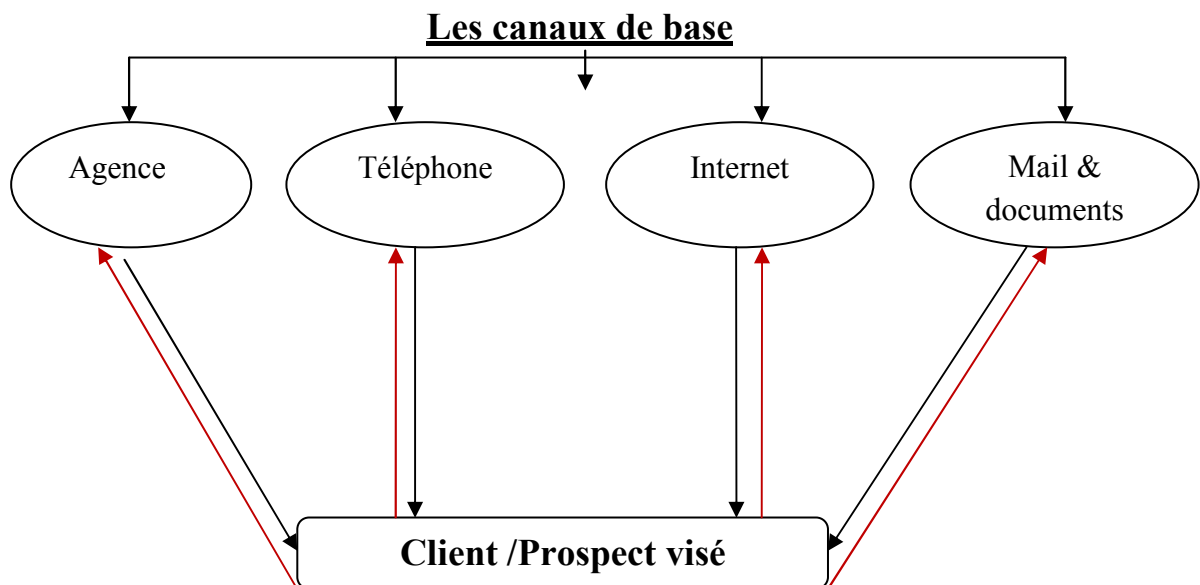 Les canaux de base
Agence
Téléphone
Internet
Mail &
documents
Client /Prospect visé